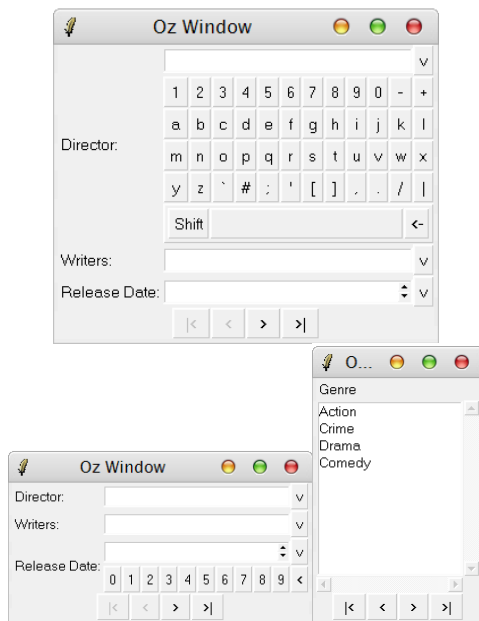 Oz Window
v
1 2 3 4 5 6 7 8 9 0 - +
a b c d e f g h i j k l
Director:
m n o p q r s t u v w x
y z ` # ; ' [ ] , . / |
Shift <-
Writers: v
Release Date: v
|< < > >|
O...
Genre
Action
Crime
Drama
Comedy
|< < > >|
Oz Window
Director: v
Writers: v
v
Release Date:
0 1 2 3 4 5 6 7 8 9 <
|< < > >|